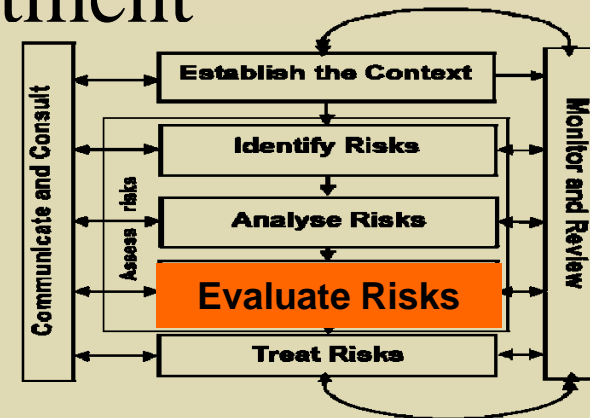 tment
Establish the Context
Communicate and Consult
Identify Risks
Assess risks
Analyse Risks
Evaluate Risks
Treat Risks
Monitor and Review